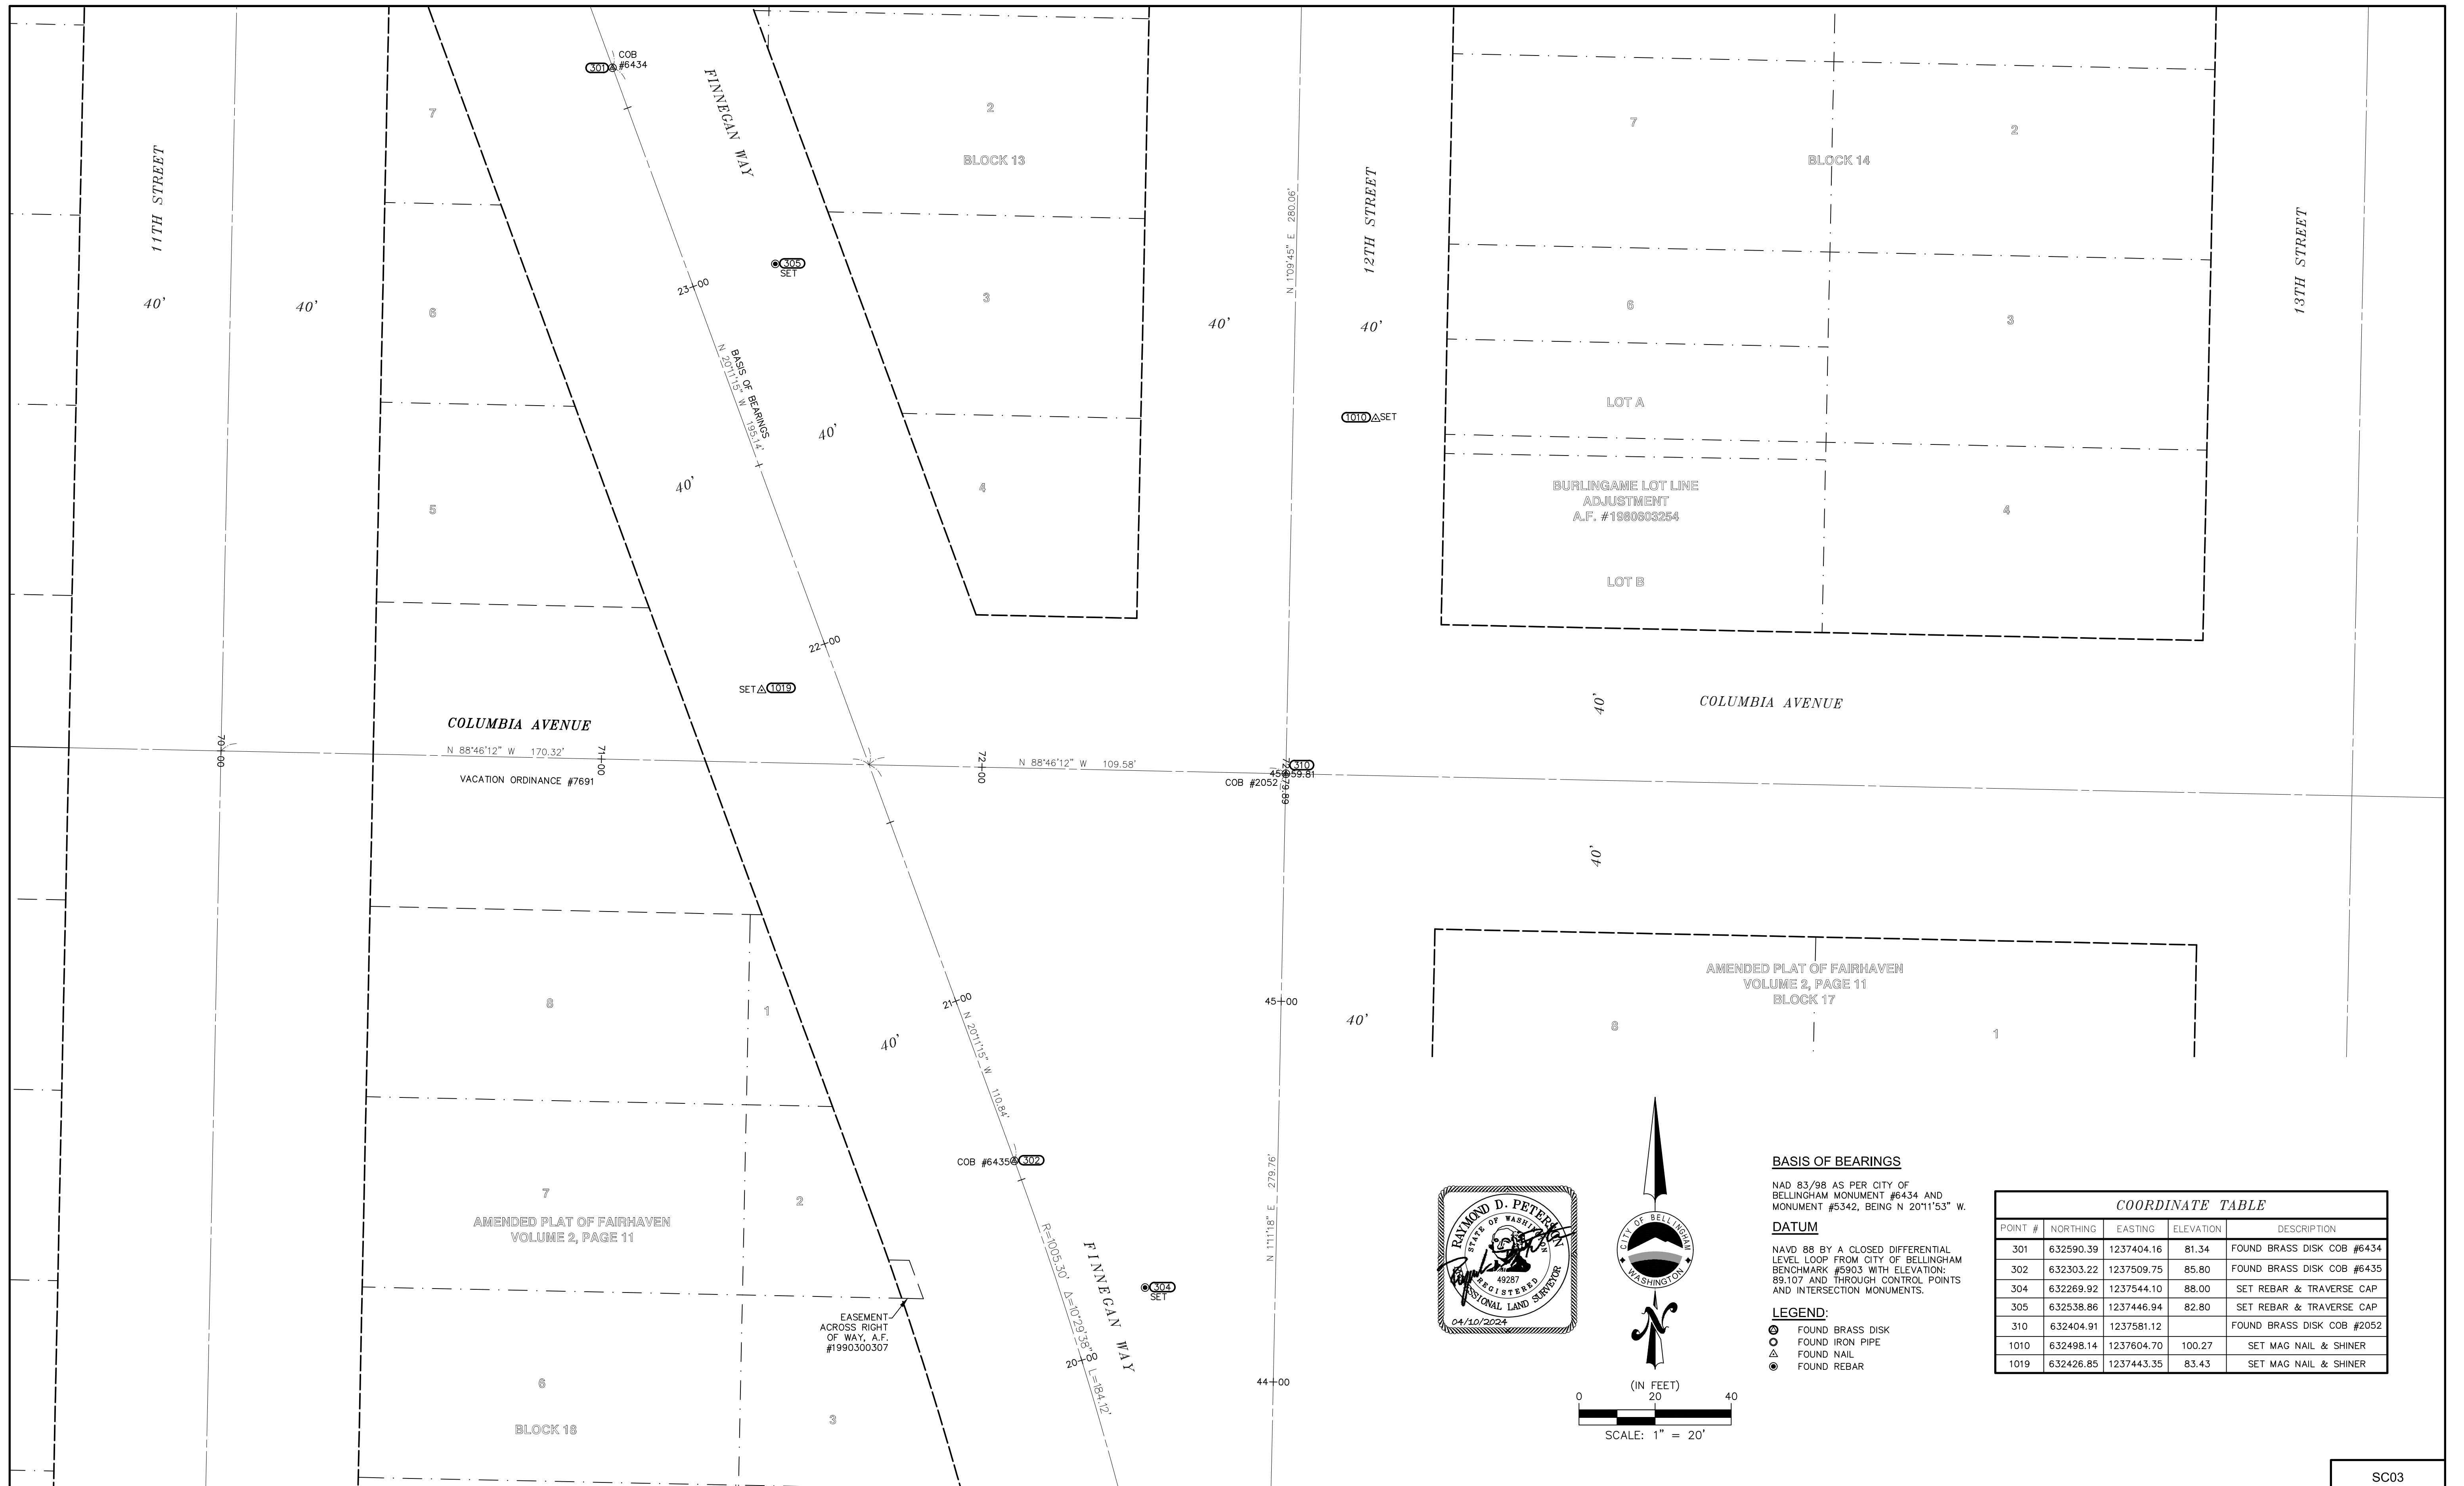 COB
#6434
301
FINNEGAN WAY
7
2
BLOCK 13
7
2
BLOCK 14
11TH STREET
12TH STREET
13TH STREET
N 1°09'45" E 280.06'
305
SET
23+00
40'
40'
6
3
40'
40'
6
3
BASIS OF BEARINGS
N 20°11'15" W 195.14'
LOT A
1010
SET
40'
40'
5
4
BURLINGAME LOT LINE
ADJUSTMENT
A.F. #1980803254
4
LOT B
22+00
SET
1019
COLUMBIA AVENUE
40'
COLUMBIA AVENUE
70+00
N 88°46'12" W 170.32'
71+00
72+00
N 88°46'12" W 109.58'
310
45+59.81
72+79.89
COB #2052
VACATION ORDINANCE #7691
40'
AMENDED PLAT OF FAIRHAVEN
VOLUME 2, PAGE 11
BLOCK 17
8
1
21+00
45+00
40'
8
1
40'
N 20°11'15" W 110.84'
COB #6435
302
7
2
AMENDED PLAT OF FAIRHAVEN
VOLUME 2, PAGE 11
N 1°11'18" E 279.76'
R=1005.30' Δ=10°29'38" L=184.12'
FINNEGAN WAY
304
SET
EASEMENT
ACROSS RIGHT
OF WAY, A.F.
#1990300307
20+00
44+00
6
3
BLOCK 18
RAYMOND D. PETERSON
STATE OF WASHINGTON
49287
REGISTERED
PROFESSIONAL LAND SURVEYOR
04/10/2024
CITY OF BELLINGHAM
WASHINGTON
N
(IN FEET)
0 20 40
SCALE: 1" = 20'
BASIS OF BEARINGS
NAD 83/98 AS PER CITY OF
BELLINGHAM MONUMENT #6434 AND
MONUMENT #5342, BEING N 20°11'53" W.
DATUM
NAVD 88 BY A CLOSED DIFFERENTIAL
LEVEL LOOP FROM CITY OF BELLINGHAM
BENCHMARK #5903 WITH ELEVATION:
89.107 AND THROUGH CONTROL POINTS
AND INTERSECTION MONUMENTS.
LEGEND:
FOUND BRASS DISK
FOUND IRON PIPE
FOUND NAIL
FOUND REBAR
COORDINATE TABLE
POINT # NORTHING EASTING ELEVATION DESCRIPTION
301 632590.39 1237404.16 81.34 FOUND BRASS DISK COB #6434
302 632303.22 1237509.75 85.80 FOUND BRASS DISK COB #6435
304 632269.92 1237544.10 88.00 SET REBAR & TRAVERSE CAP
305 632538.86 1237446.94 82.80 SET REBAR & TRAVERSE CAP
310 632404.91 1237581.12 FOUND BRASS DISK COB #2052
1010 632498.14 1237604.70 100.27 SET MAG NAIL & SHINER
1019 632426.85 1237443.35 83.43 SET MAG NAIL & SHINER
SC03